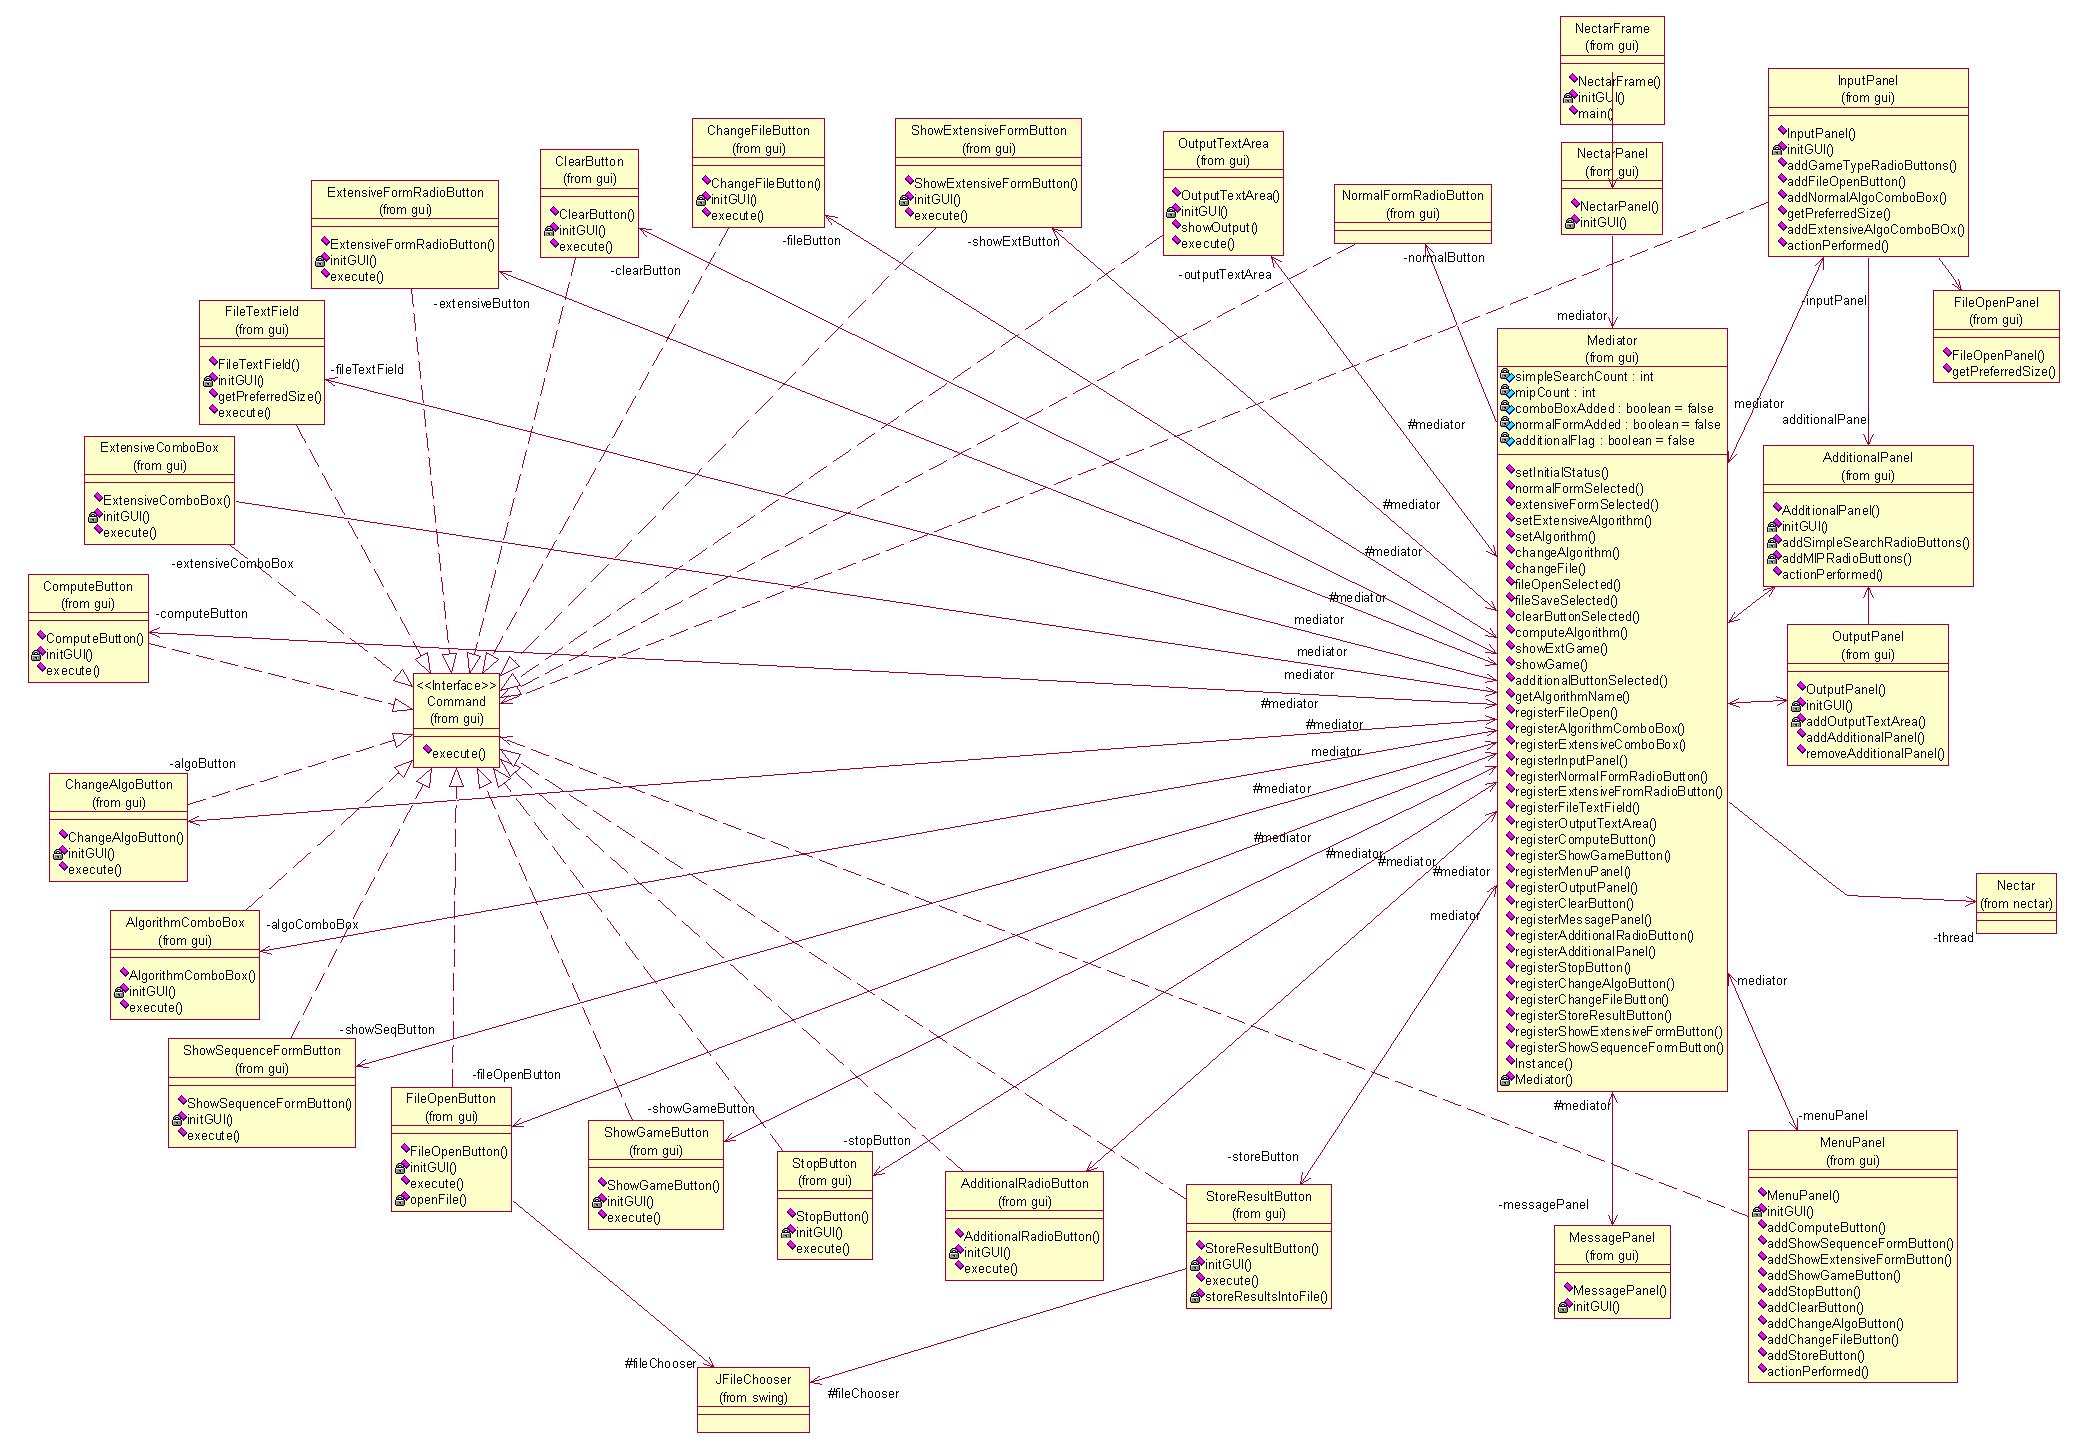 NectarFrame
(from gui)
NectarFrame()
initGUI()
main()
InputPanel
(from gui)
InputPanel()
initGUI()
addGameTypeRadioButtons()
addFileOpenButton()
addNormalAlgoComboBox()
getPreferredSize()
addExtensiveAlgoComboBOx()
actionPerformed()
ChangeFileButton
(from gui)
ChangeFileButton()
initGUI()
execute()
-fileButton
ShowExtensiveFormButton
(from gui)
ShowExtensiveFormButton()
initGUI()
execute()
-showExtButton
OutputTextArea
(from gui)
OutputTextArea()
initGUI()
showOutput()
execute()
-outputTextArea
NectarPanel
(from gui)
NectarPanel()
initGUI()
ClearButton
(from gui)
ClearButton()
initGUI()
execute()
-clearButton
ExtensiveFormRadioButton
(from gui)
ExtensiveFormRadioButton()
initGUI()
execute()
-extensiveButton
NormalFormRadioButton
(from gui)
-normalButton
FileOpenPanel
(from gui)
FileOpenPanel()
getPreferredSize()
-inputPanel
mediator
FileTextField
(from gui)
FileTextField()
initGUI()
getPreferredSize()
execute()
-fileTextField
Mediator
(from gui)
simpleSearchCount : int
mipCount : int
comboBoxAdded : boolean = false
normalFormAdded : boolean = false
additionalFlag : boolean = false
setInitialStatus()
normalFormSelected()
extensiveFormSelected()
setExtensiveAlgorithm()
setAlgorithm()
changeAlgorithm()
changeFile()
fileOpenSelected()
fileSaveSelected()
clearButtonSelected()
computeAlgorithm()
showExtGame()
showGame()
additionalButtonSelected()
getAlgorithmName()
registerFileOpen()
registerAlgorithmComboBox()
registerExtensiveComboBox()
registerInputPanel()
registerNormalFormRadioButton()
registerExtensiveFromRadioButton()
registerFileTextField()
registerOutputTextArea()
registerComputeButton()
registerShowGameButton()
registerMenuPanel()
registerOutputPanel()
registerClearButton()
registerMessagePanel()
registerAdditionalRadioButton()
registerAdditionalPanel()
registerStopButton()
registerChangeAlgoButton()
registerChangeFileButton()
registerStoreResultButton()
registerShowExtensiveFormButton()
registerShowSequenceFormButton()
Instance()
Mediator()
mediator
additionalPanel
#mediator
#mediator
#mediator
#mediator
mediator
mediator
mediator
#mediator
#mediator
mediator
#mediator
#mediator
#mediator
#mediator
#mediator
mediator
AdditionalPanel
(from gui)
AdditionalPanel()
initGUI()
addSimpleSearchRadioButtons()
addMIPRadioButtons()
actionPerformed()
OutputPanel
(from gui)
OutputPanel()
initGUI()
addOutputTextArea()
addAdditionalPanel()
removeAdditionalPanel()
ExtensiveComboBox
(from gui)
ExtensiveComboBox()
initGUI()
execute()
-extensiveComboBox
ComputeButton
(from gui)
ComputeButton()
initGUI()
execute()
-computeButton
<<Interface>>
Command
(from gui)
execute()
ChangeAlgoButton
(from gui)
ChangeAlgoButton()
initGUI()
execute()
-algoButton
AlgorithmComboBox
(from gui)
AlgorithmComboBox()
initGUI()
execute()
-algoComboBox
Nectar
(from nectar)
-thread
mediator
ShowSequenceFormButton
(from gui)
ShowSequenceFormButton()
initGUI()
execute()
-showSeqButton
FileOpenButton
(from gui)
FileOpenButton()
initGUI()
execute()
openFile()
-fileOpenButton
ShowGameButton
(from gui)
ShowGameButton()
initGUI()
execute()
-showGameButton
StopButton
(from gui)
StopButton()
initGUI()
execute()
-stopButton
AdditionalRadioButton
(from gui)
AdditionalRadioButton()
initGUI()
execute()
StoreResultButton
(from gui)
StoreResultButton()
initGUI()
execute()
storeResultsIntoFile()
-storeButton
#mediator
-messagePanel
MessagePanel
(from gui)
MessagePanel()
initGUI()
-menuPanel
MenuPanel
(from gui)
MenuPanel()
initGUI()
addComputeButton()
addShowSequenceFormButton()
addShowExtensiveFormButton()
addShowGameButton()
addStopButton()
addClearButton()
addChangeAlgoButton()
addChangeFileButton()
addStoreButton()
actionPerformed()
#fileChooser
JFileChooser
(from swing)
#fileChooser